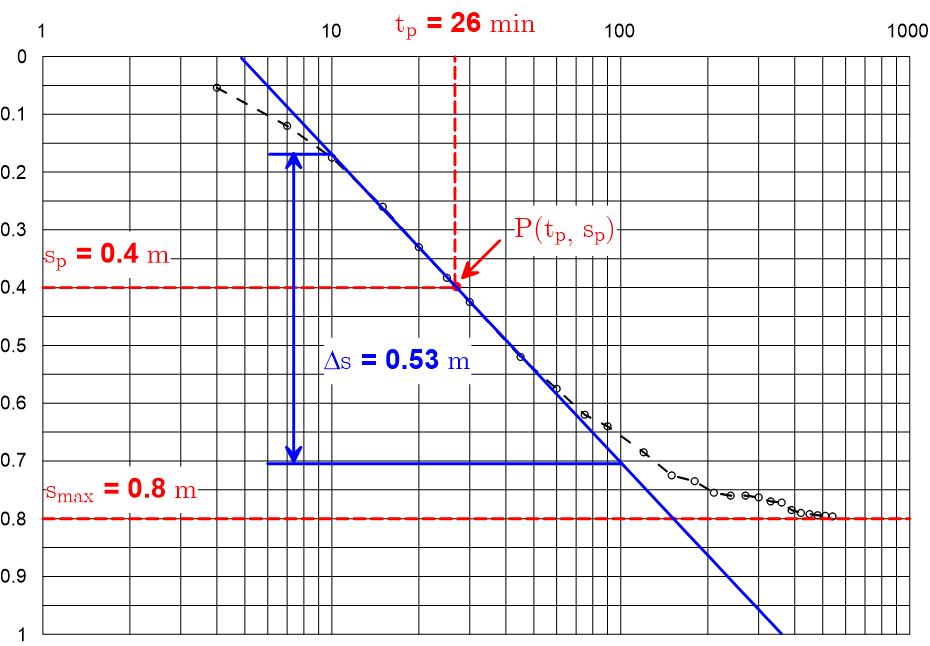 tₚ = 26 min
1 10 100 1000
0
0.1
0.2
0.3
P(tₚ, sₚ)
sₚ = 0.4 m
0.4
0.5
Δs = 0.53 m
0.6
0.7
s_max = 0.8 m
0.8
0.9
1